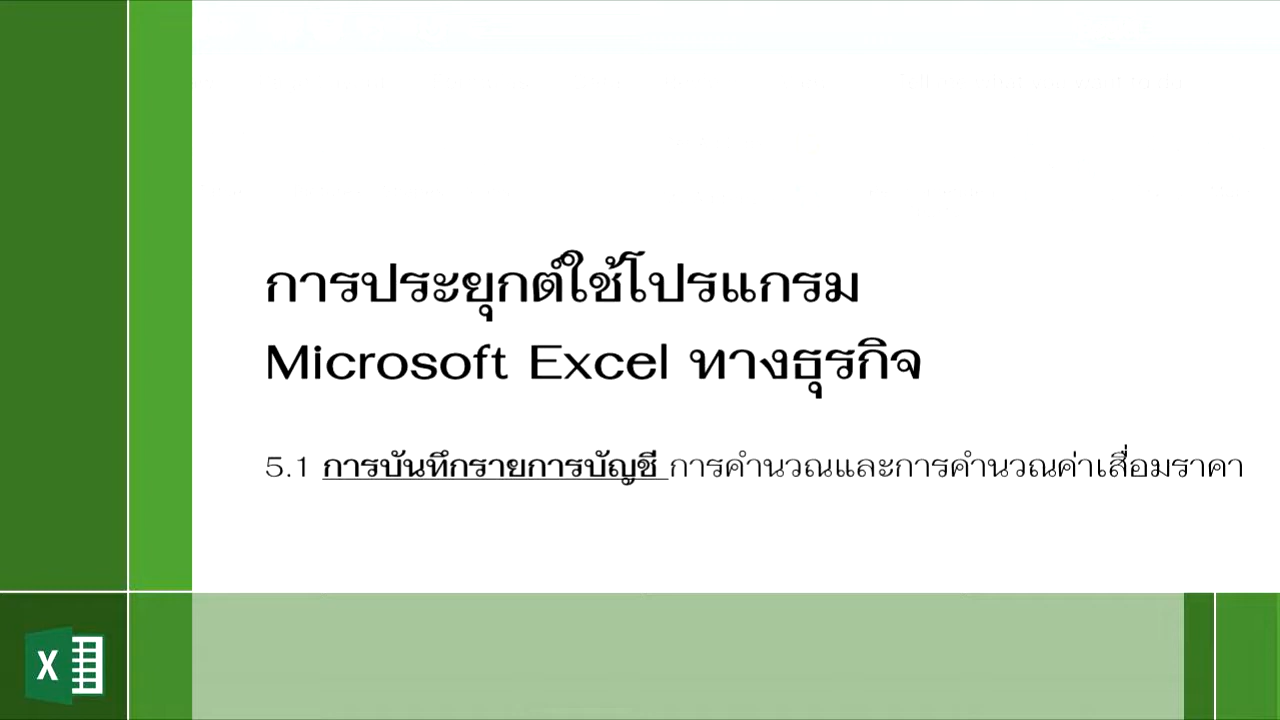 การประยุกต์ใช้โปรแกรม
Microsoft Excel ทางธุรกิจ
5.1 การบันทึกรายการบัญชี การคำนวณและการคำนวณค่าเสื่อมราคา
X